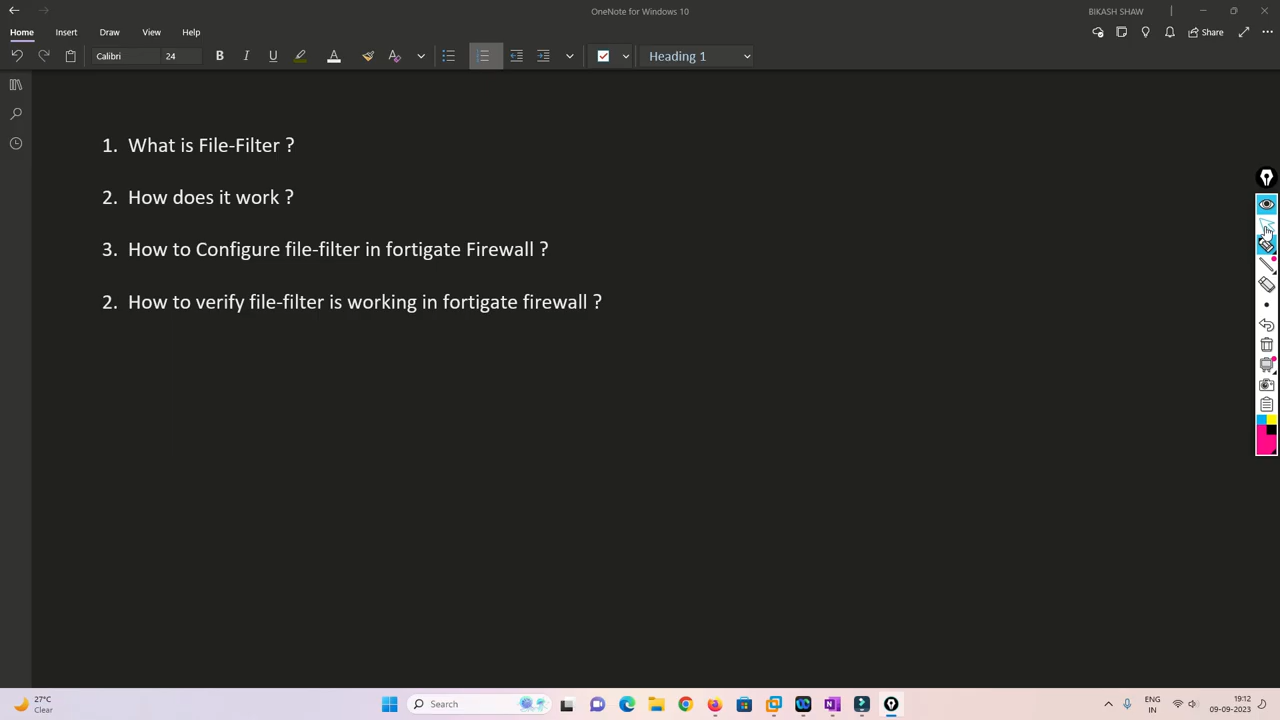 OneNote for Windows 10
BIKASH SHAW
Home Insert Draw View Help
Share
Calibri 24 B I U A A Heading 1
1. What is File-Filter ?
2. How does it work ?
3. How to Configure file-filter in fortigate Firewall ?
2. How to verify file-filter is working in fortigate firewall ?
27°C
Clear
Search
ENG
IN
19:12
09-09-2023